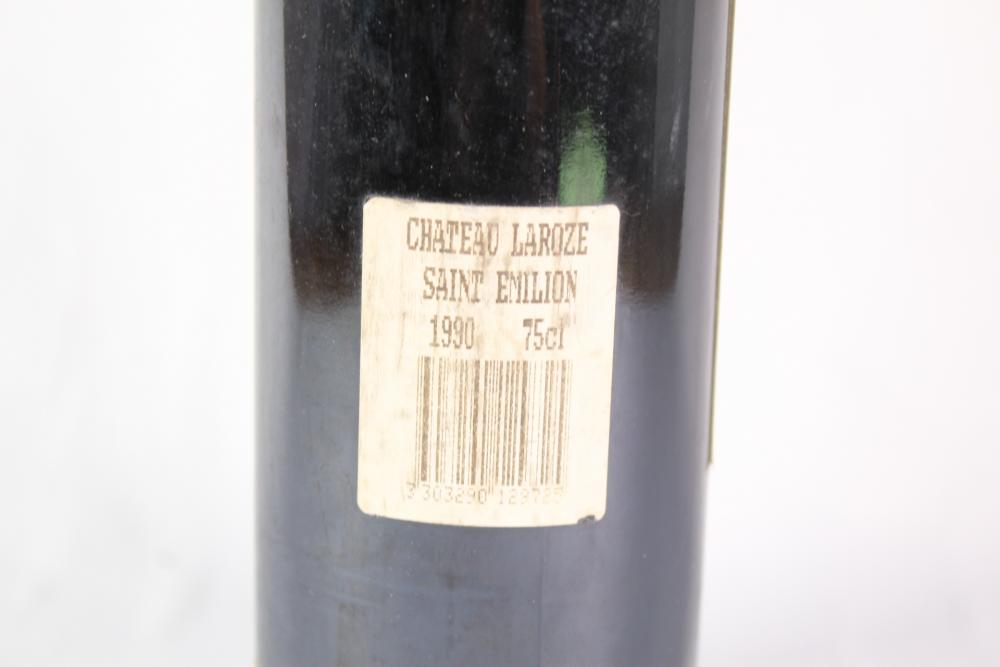 CHATEAU LAROZE
SAINT EMILION
1990 75cl
3 303290 129725